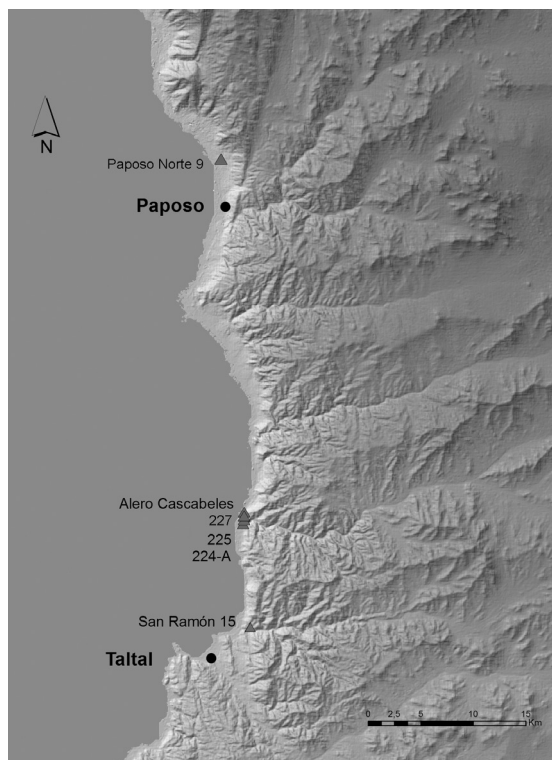 N
Paposo Norte 9
Paposo
Alero Cascabeles
227
225
224-A
San Ramón 15
Taltal
0 2,5 5 10 15
Km